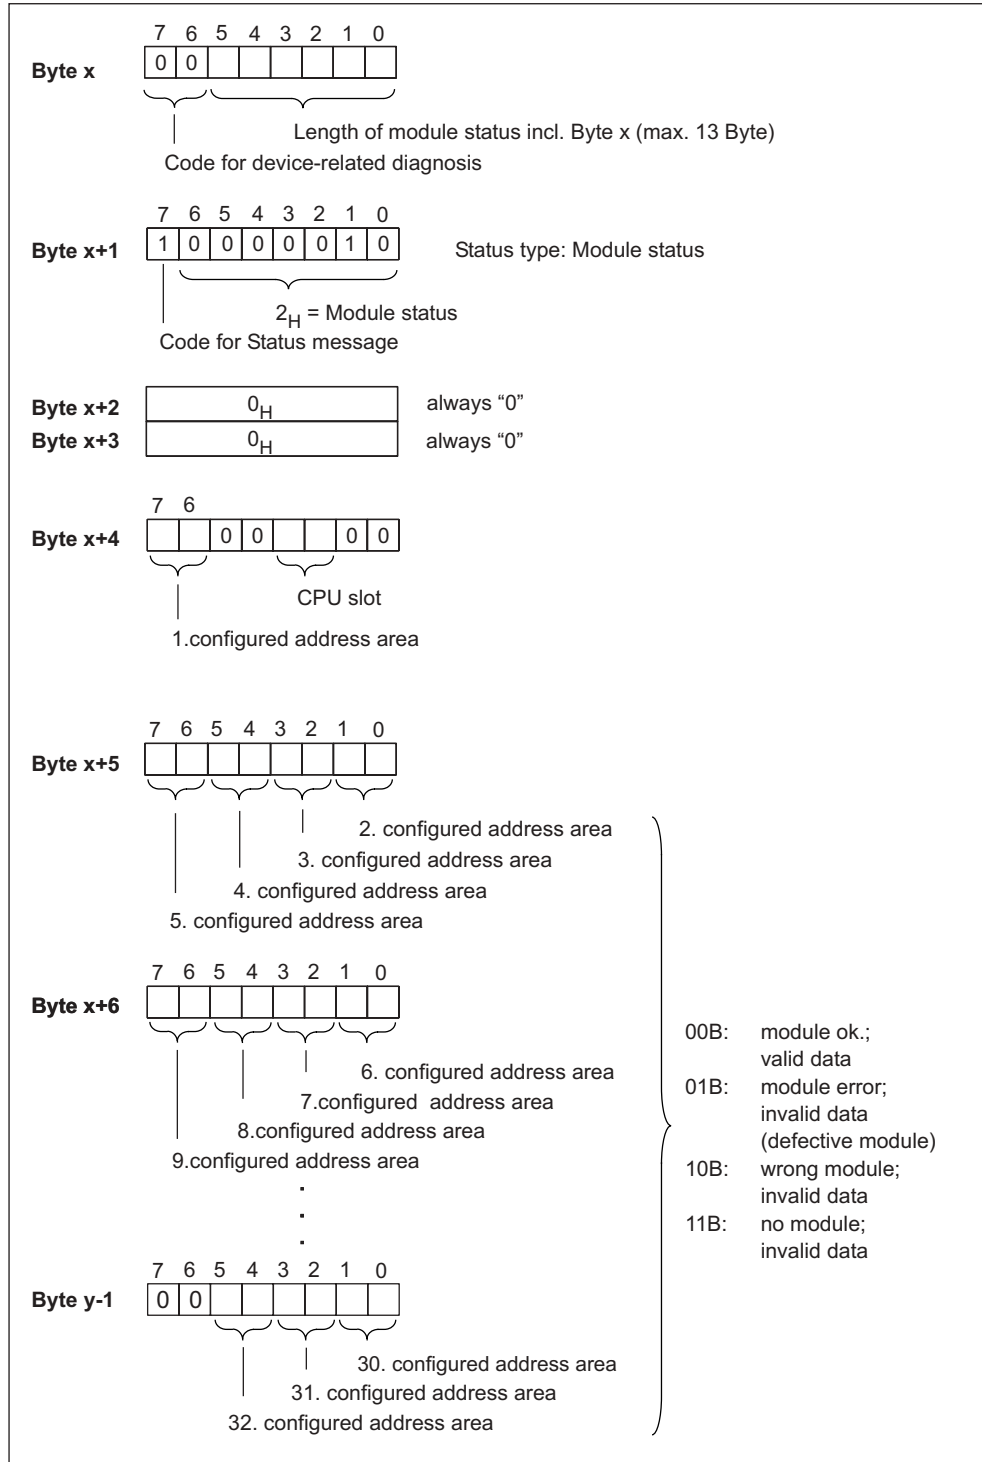 7 6 5 4 3 2 1 0
Byte x 0 0
Length of module status incl. Byte x (max. 13 Byte)
Code for device-related diagnosis
7 6 5 4 3 2 1 0
Byte x+1 1 0 0 0 0 0 1 0 Status type: Module status
2H = Module status
Code for Status message
Byte x+2 0H always “0”
Byte x+3 0H always “0”
7 6
Byte x+4 0 0 0 0
CPU slot
1.configured address area
7 6 5 4 3 2 1 0
Byte x+5
2. configured address area
3. configured address area
4. configured address area
5. configured address area
7 6 5 4 3 2 1 0
Byte x+6
6. configured address area
7.configured address area
8.configured address area
9.configured address area
00B: module ok.;
valid data
01B: module error;
invalid data
(defective module)
10B: wrong module;
invalid data
11B: no module;
invalid data
.
.
.
7 6 5 4 3 2 1 0
Byte y-1 0 0
30. configured address area
31. configured address area
32. configured address area